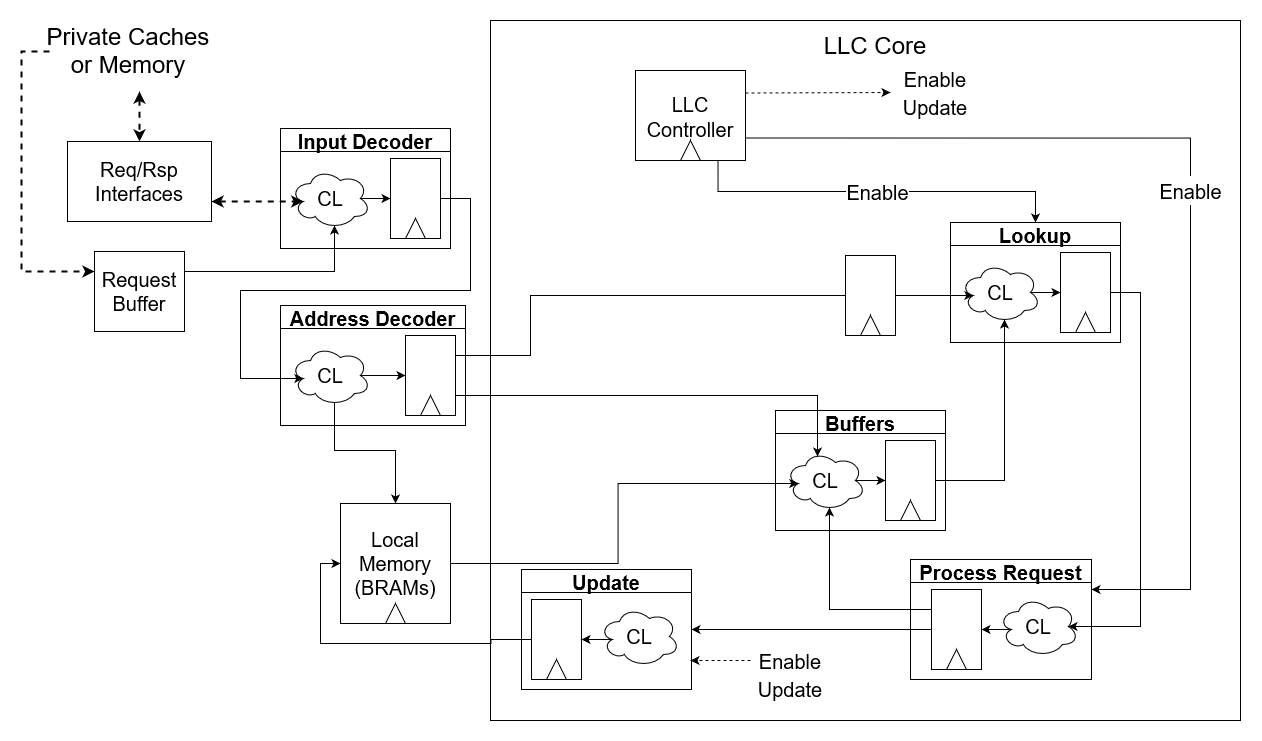 Private Caches
or Memory
LLC Core
LLC
Controller
Enable
Update
Input Decoder
CL
Req/Rsp
Interfaces
Enable
Enable
Lookup
CL
Request
Buffer
Address Decoder
CL
Buffers
CL
Local
Memory
(BRAMs)
Update
CL
Process Request
CL
Enable
Update